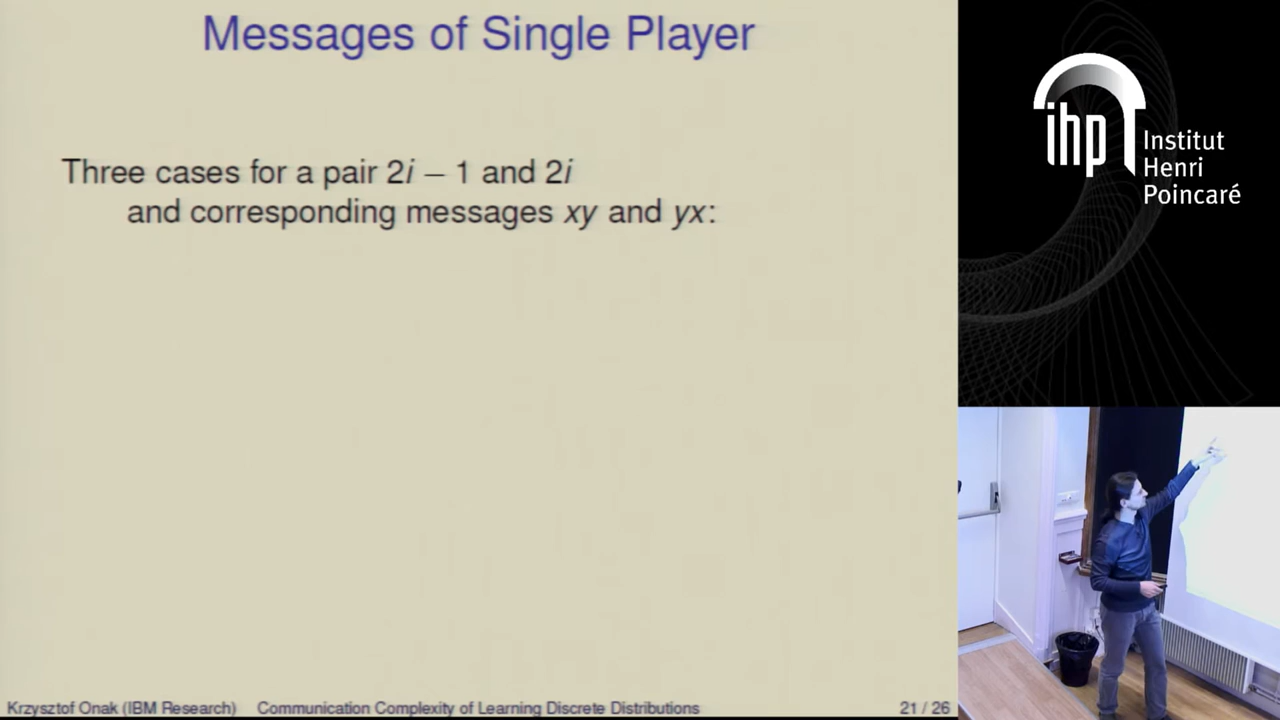 Messages of Single Player
Three cases for a pair 2i − 1 and 2i
and corresponding messages xy and yx:
Krzysztof Onak (IBM Research) Communication Complexity of Learning Discrete Distributions 21 / 26
ihp
Institut
Henri
Poincaré